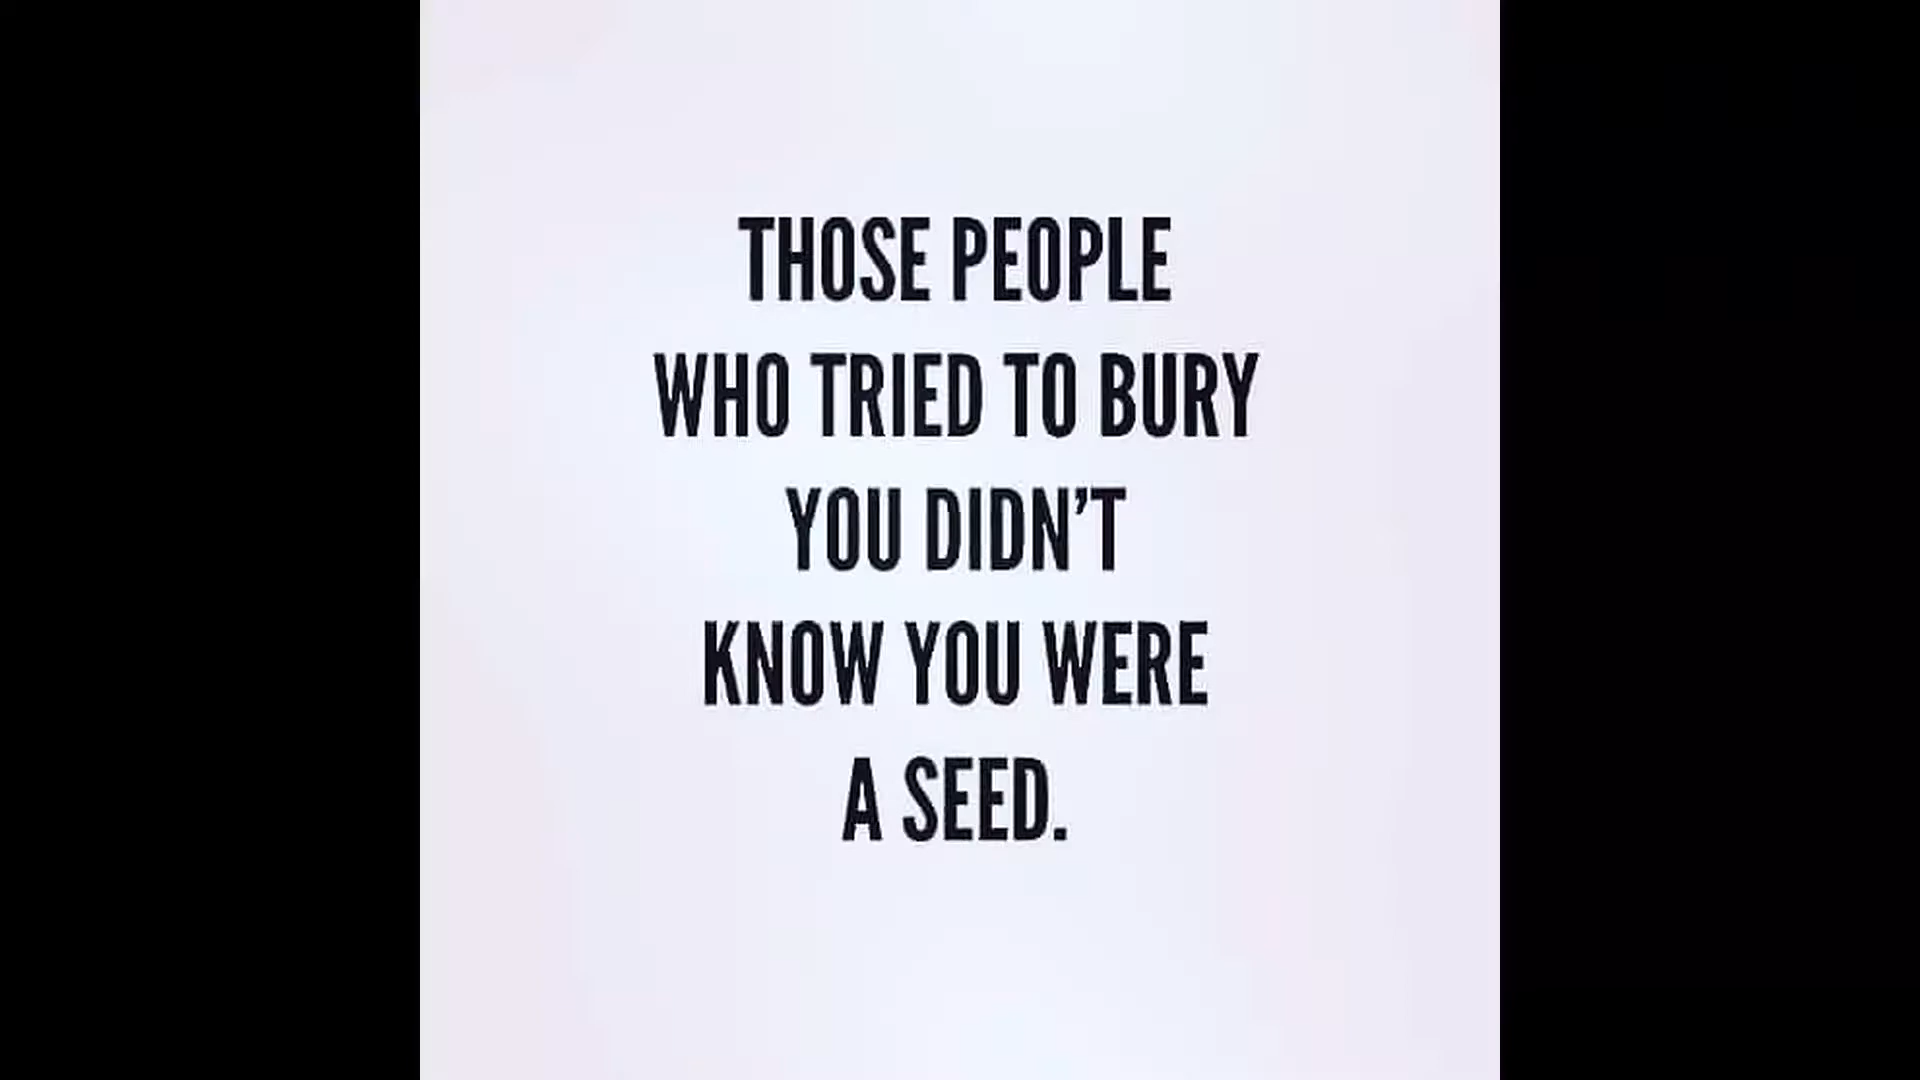 THOSE PEOPLE
WHO TRIED TO BURY
YOU DIDN’T
KNOW YOU WERE
A SEED.